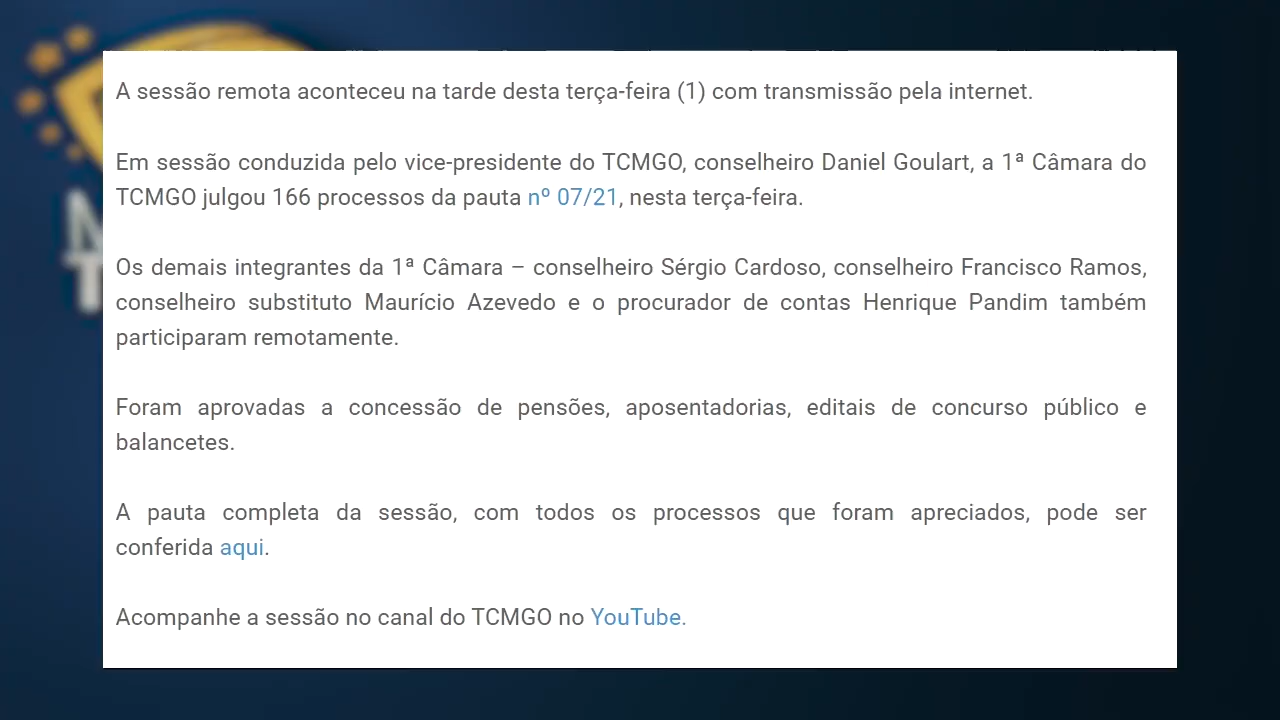 A sessão remota aconteceu na tarde desta terça-feira (1) com transmissão pela internet.
Em sessão conduzida pelo vice-presidente do TCMGO, conselheiro Daniel Goulart, a 1ª Câmara do
TCMGO julgou 166 processos da pauta nº 07/21, nesta terça-feira.
Os demais integrantes da 1ª Câmara – conselheiro Sérgio Cardoso, conselheiro Francisco Ramos,
conselheiro substituto Maurício Azevedo e o procurador de contas Henrique Pandim também
participaram remotamente.
Foram aprovadas a concessão de pensões, aposentadorias, editais de concurso público e
balancetes.
A pauta completa da sessão, com todos os processos que foram apreciados, pode ser
conferida aqui.
Acompanhe a sessão no canal do TCMGO no YouTube.